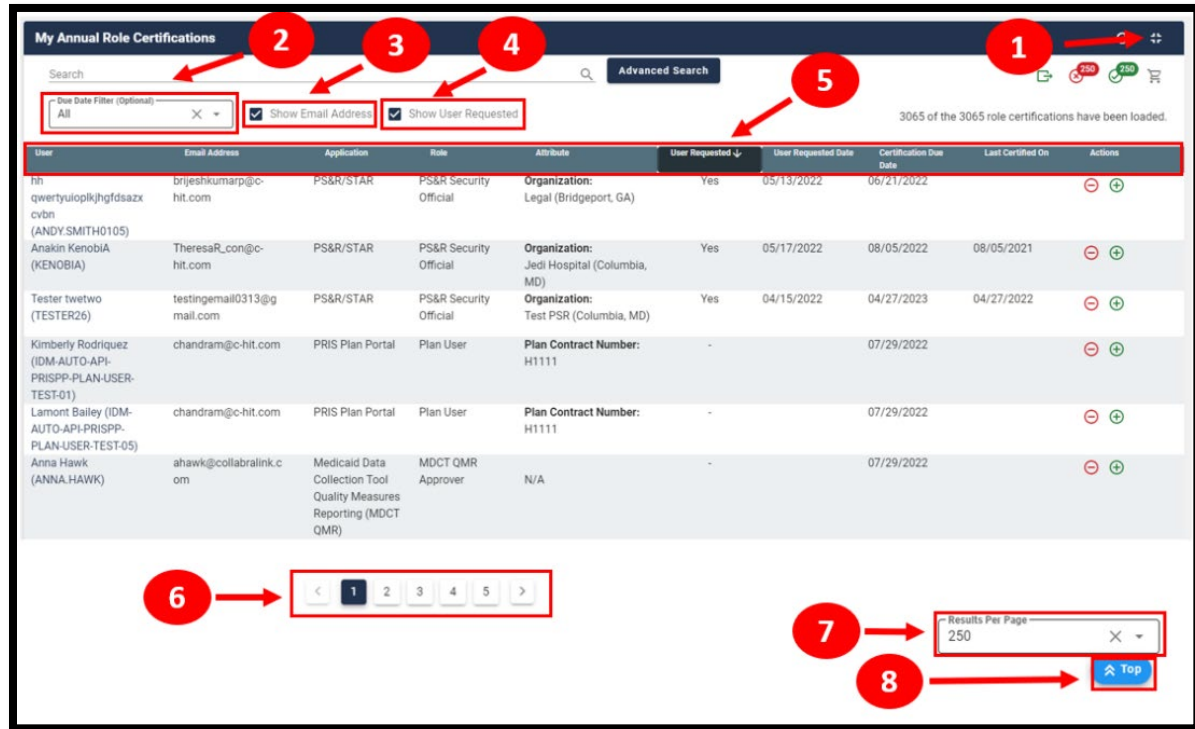 My Annual Role Certifications
2
3
4
1
Search
Advanced Search
5
250
250
Due Date Filter (Optional)
All
Show Email Address
Show User Requested
3065 of the 3065 role certifications have been loaded.
User Email Address Application Role Attribute User Requested User Requested Date Certification Due Date Last Certified On Actions
hh qwertyuioplkjhgfdsazx cvbn (ANDY.SMITH0105) brijeshkumarp@c-hit.com PS&R/STAR PS&R Security Official Organization: Legal (Bridgeport, GA) Yes 05/13/2022 06/21/2022
Anakin KenobiA (KENOBIA) TheresaR_con@c-hit.com PS&R/STAR PS&R Security Official Organization: Jedi Hospital (Columbia, MD) Yes 05/17/2022 08/05/2022 08/05/2021
Tester twetwo (TESTER26) testingemail0313@gmail.com PS&R/STAR PS&R Security Official Organization: Test PSR (Columbia, MD) Yes 04/15/2022 04/27/2023 04/27/2022
Kimberly Rodriquez (IDM-AUTO-API-PRISPP-PLAN-USER-TEST-01) chandram@c-hit.com PRIS Plan Portal Plan User Plan Contract Number: H1111 - 07/29/2022
Lamont Bailey (IDM-AUTO-API-PRISPP-PLAN-USER-TEST-05) chandram@c-hit.com PRIS Plan Portal Plan User Plan Contract Number: H1111 - 07/29/2022
Anna Hawk (ANNA.HAWK) ahawk@collabralink.com Medicaid Data Collection Tool Quality Measures Reporting (MDCT QMR) MDCT QMR Approver N/A - 07/29/2022
6
< 1 2 3 4 5 >
7
Results Per Page
250
8
Top